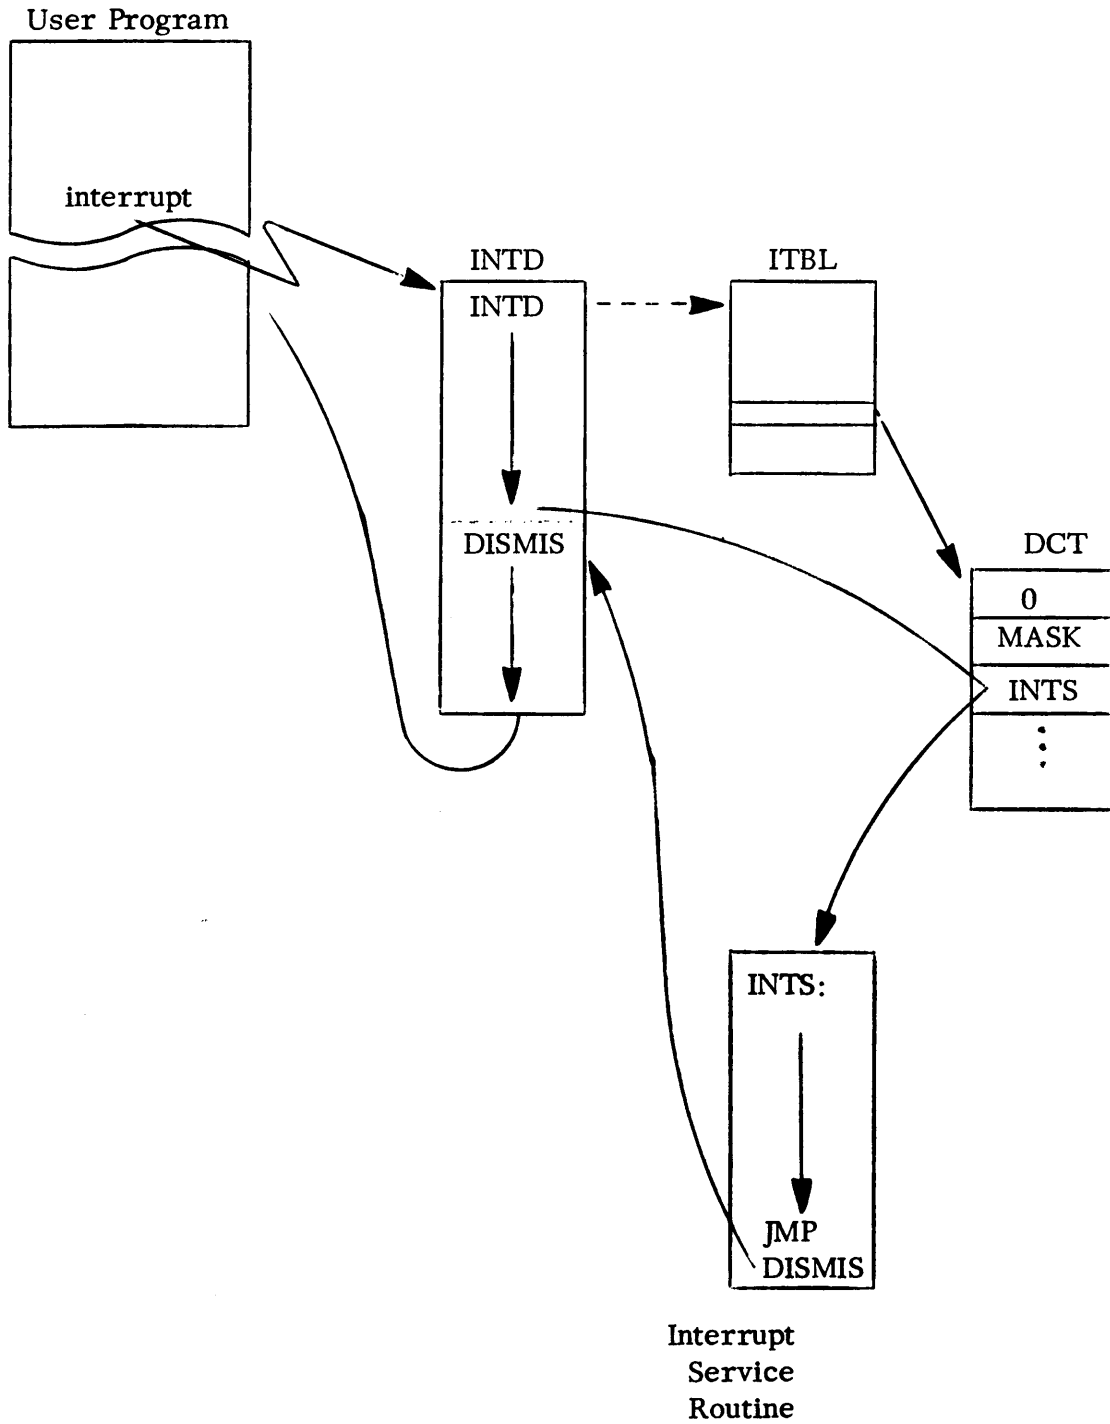 User Program
interrupt
INTD
INTD
DISMIS
ITBL
DCT
0
MASK
INTS
INTS:
JMP
DISMIS
Interrupt
Service
Routine